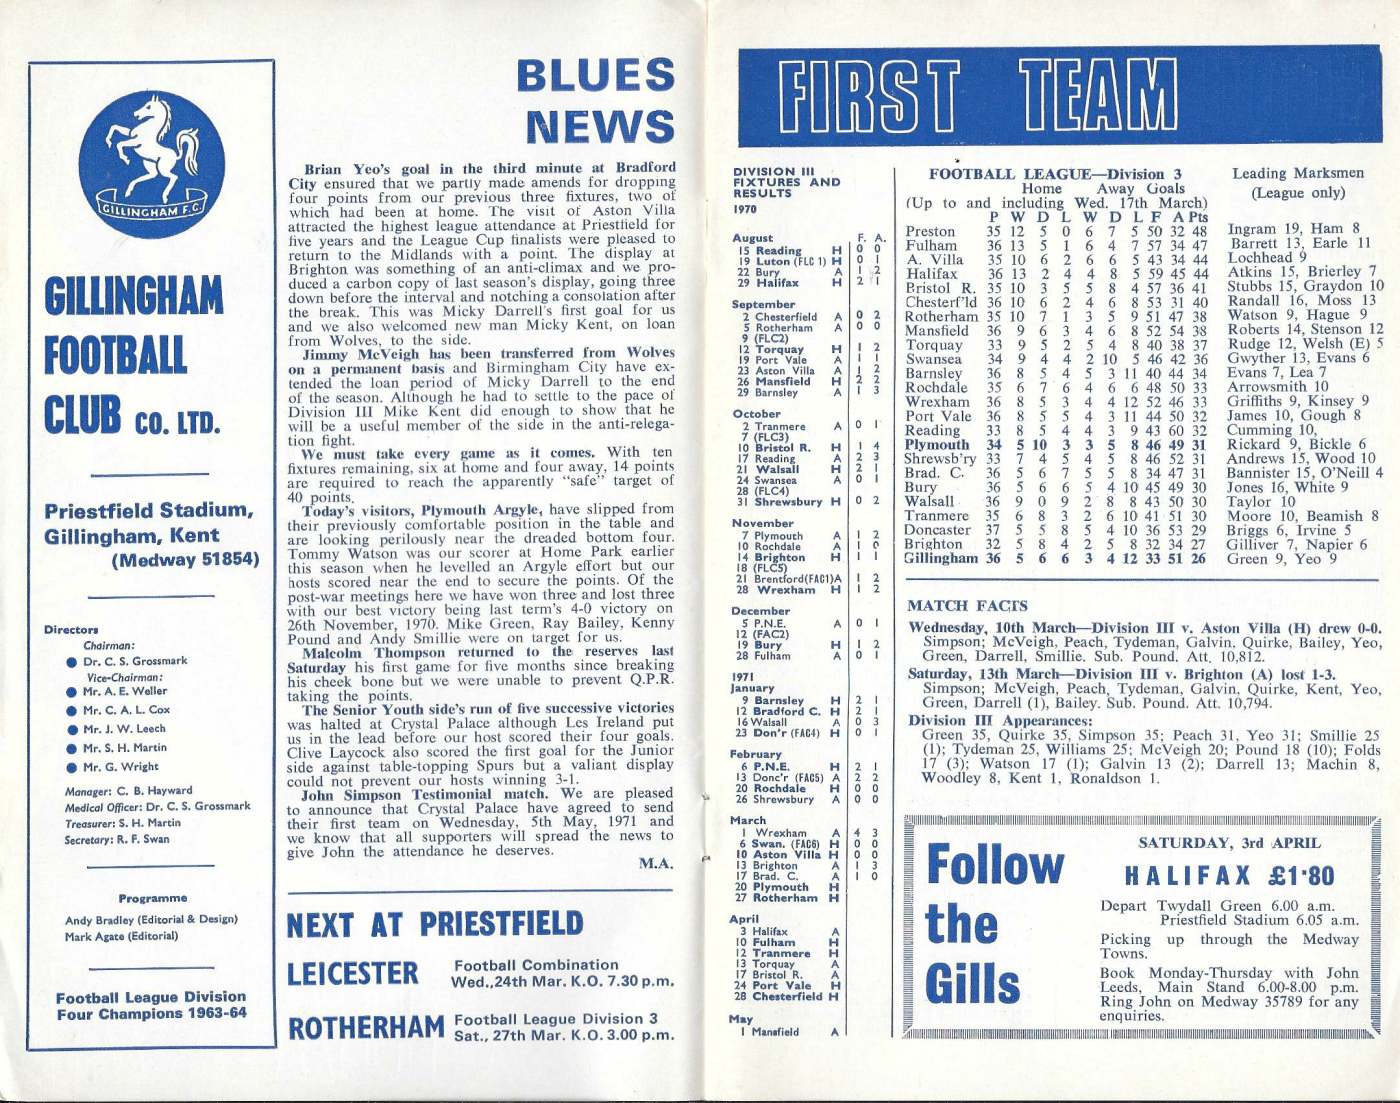 GILLINGHAM F.C.
GILLINGHAM
FOOTBALL
CLUB CO. LTD.
Priestfield Stadium,
Gillingham, Kent
(Medway 51854)
Directors
Chairman:
Dr. C. S. Grossmark
Vice-Chairman:
Mr. A. E. Waller
Mr. C. A. L. Cox
Mr. J. W. Leech
Mr. S. H. Martin
Mr. G. Wright
Manager: C. B. Hayward
Medical Officer: Dr. C. S. Grossmark
Treasurer: S. H. Martin
Secretary: R. F. Swan
Programme
Andy Bradley (Editorial & Design)
Mark Agate (Editorial)
Football League Division
Four Champions 1963-64
BLUES
NEWS
Brian Yeo's goal in the third minute at Bradford
City ensured that we partly made amends for dropping
four points from our previous three fixtures, two of
which had been at home. The visit of Aston Villa
attracted the highest league attendance at Priestfield for
five years and the League Cup finalists were pleased to
return to the Midlands with a point. The display at
Brighton was something of an anti-climax and we pro-
duced a carbon copy of last season's display, going three
down before the interval and notching a consolation after
the break. This was Micky Darrell's first goal for us
and we also welcomed new man Micky Kent, on loan
from Wolves, to the side.
Jimmy McVeigh has been transferred from Wolves
on a permanent basis and Birmingham City have ex-
tended the loan period of Micky Darrell to the end
of the season. Although he had to settle to the pace of
Division III Mike Kent did enough to show that he
will be a useful member of the side in the anti-relega-
tion fight.
We must take every game as it comes. With ten
fixtures remaining, six at home and four away, 14 points
are required to reach the apparently "safe" target of
40 points.
Today's visitors, Plymouth Argyle, have slipped from
their previously comfortable position in the table and
are looking perilously near the dreaded bottom four.
Tommy Watson was our scorer at Home Park earlier
this season when he levelled an Argyle effort but our
hosts scored near the end to secure the points. Of the
post-war meetings here we have won three and lost three
with our best victory being last term's 4-0 victory on
26th November, 1970. Mike Green, Ray Bailey, Kenny
Pound and Andy Smillie were on target for us.
Malcolm Thompson returned to the reserves last
Saturday his first game for five months since breaking
his cheek bone but we were unable to prevent Q.P.R.
taking the points.
The Senior Youth side's run of five successive victories
was halted at Crystal Palace although Les Ireland put
us in the lead before our host scored their four goals.
Clive Laycock also scored the first goal for the Junior
side against table-topping Spurs but a valiant display
could not prevent our hosts winning 3-1.
John Simpson Testimonial match. We are pleased
to announce that Crystal Palace have agreed to send
their first team on Wednesday, 5th May, 1971 and
we know that all supporters will spread the news to
give John the attendance he deserves.
M.A.
NEXT AT PRIESTFIELD
LEICESTER Football Combination
Wed.,24th Mar. K.O. 7.30 p.m.
ROTHERHAM Football League Division 3
Sat., 27th Mar. K.O. 3.00 p.m.
FIRST TEAM
DIVISION III
FIXTURES AND
RESULTS
1970
August F. A.
15 Reading H 0 0
19 Luton (FLC 1) H 0 1
22 Bury A 1 2
29 Halifax H 2 1
September
2 Chesterfield A 0 2
5 Rotherham A 0 0
9 (FLC2)
12 Torquay H 1 2
19 Port Vale A 1 1
23 Aston Villa A 1 2
26 Mansfield H 2 2
29 Barnsley A 1 3
October
2 Tranmere A 0 1
7 (FLC3)
10 Bristol R. H 1 4
17 Reading A 2 3
21 Walsall H 2 1
24 Swansea A 0 1
28 (FLC4)
31 Shrewsbury H 0 2
November
7 Plymouth A 1 2
10 Rochdale A 1 0
14 Brighton H 1 1
18 (FLC5)
21 Brentford(FAC1)A 1 2
28 Wrexham H 1 2
December
5 P.N.E. A 0 1
12 (FAC2)
19 Bury H 1 2
28 Fulham A 0 1
1971
January
9 Barnsley H 2 1
12 Bradford C. H 2 1
16 Walsall A 0 3
23 Don'r (FAC4) H 0 1
February
6 P.N.E. H 2 1
13 Donc'r (FAC5) A 2 2
20 Rochdale H 0 0
26 Shrewsbury A 0 0
March
1 Wrexham A 4 3
6 Swan. (FAC6) H 0 0
10 Aston Villa H 0 0
13 Brighton A 1 3
17 Brad. C. A 1 0
20 Plymouth H
27 Rotherham H
April
3 Halifax A
10 Fulham H
12 Tranmere H
13 Torquay A
17 Bristol R. A
24 Port Vale H
28 Chesterfield H
May
1 Mansfield A
FOOTBALL LEAGUE—Division 3
Home Away Goals
(Up to and including Wed. 17th March)
P W D L W D L F A Pts
Leading Marksmen
(League only)
Preston 35 12 5 0 6 7 5 50 32 48 Ingram 19, Ham 8
Fulham 36 13 5 1 6 4 7 57 34 47 Barrett 13, Earle 11
A. Villa 35 10 6 2 6 6 5 43 34 44 Lochhead 9
Halifax 36 13 2 4 4 8 5 59 45 44 Atkins 15, Brierley 7
Bristol R. 35 10 3 5 5 8 4 57 36 41 Stubbs 15, Graydon 10
Chesterf'ld 36 10 6 2 4 6 8 53 31 40 Randall 16, Moss 13
Rotherham 35 10 7 1 3 5 9 51 47 38 Watson 9, Hague 9
Mansfield 36 9 6 3 4 6 8 52 54 38 Roberts 14, Stenson 12
Torquay 33 9 5 2 5 4 8 40 38 37 Rudge 12, Welsh (E) 5
Swansea 34 9 4 4 2 10 5 46 42 36 Gwyther 13, Evans 6
Barnsley 36 8 5 4 5 3 11 40 44 34 Evans 7, Lea 7
Rochdale 35 6 7 6 4 6 6 48 50 33 Arrowsmith 10
Wrexham 36 8 5 3 4 4 12 52 46 33 Griffiths 9, Kinsey 9
Port Vale 36 8 5 5 4 3 11 44 50 32 James 10, Gough 8
Reading 33 8 5 4 4 3 9 43 60 32 Cumming 10,
Plymouth 34 5 10 3 3 5 8 46 49 31 Rickard 9, Bickle 6
Shrewsb'ry 33 7 4 5 4 5 8 46 52 31 Andrews 15, Wood 10
Brad. C. 36 5 6 7 5 5 8 34 47 31 Bannister 15, O'Neill 4
Bury 36 5 6 6 5 4 10 45 49 30 Jones 16, White 9
Walsall 36 9 0 9 2 8 8 43 50 30 Taylor 10
Tranmere 35 6 8 3 2 6 10 41 51 30 Moore 10, Beamish 8
Doncaster 37 5 5 8 5 4 10 36 53 29 Briggs 6, Irvine 5
Brighton 32 5 8 4 2 5 8 32 34 27 Gilliver 7, Napier 6
Gillingham 36 5 6 6 3 4 12 33 51 26 Green 9, Yeo 9
MATCH FACTS
Wednesday, 10th March—Division III v. Aston Villa (H) drew 0-0.
Simpson; McVeigh, Peach, Tydeman, Galvin, Quirke, Bailey, Yeo,
Green, Darrell, Smillie. Sub. Pound. Att. 10,812.
Saturday, 13th March—Division III v. Brighton (A) lost 1-3.
Simpson; McVeigh, Peach, Tydeman, Galvin, Quirke, Kent, Yeo,
Green, Darrell (1), Bailey. Sub. Pound. Att. 10,794.
Division III Appearances:
Green 35, Quirke 35, Simpson 35; Peach 31, Yeo 31; Smillie 25
(1); Tydeman 25, Williams 25; McVeigh 20; Pound 18 (10); Folds
17 (3); Watson 17 (1); Galvin 13 (2); Darrell 13; Machin 8,
Woodley 8, Kent 1, Ronaldson 1.
Follow
the
Gills
SATURDAY, 3rd APRIL
HALIFAX £1·80
Depart Twydall Green 6.00 a.m.
Priestfield Stadium 6.05 a.m.
Picking up through the Medway
Towns.
Book Monday-Thursday with John
Leeds, Main Stand 6.00-8.00 p.m.
Ring John on Medway 35789 for any
enquiries.